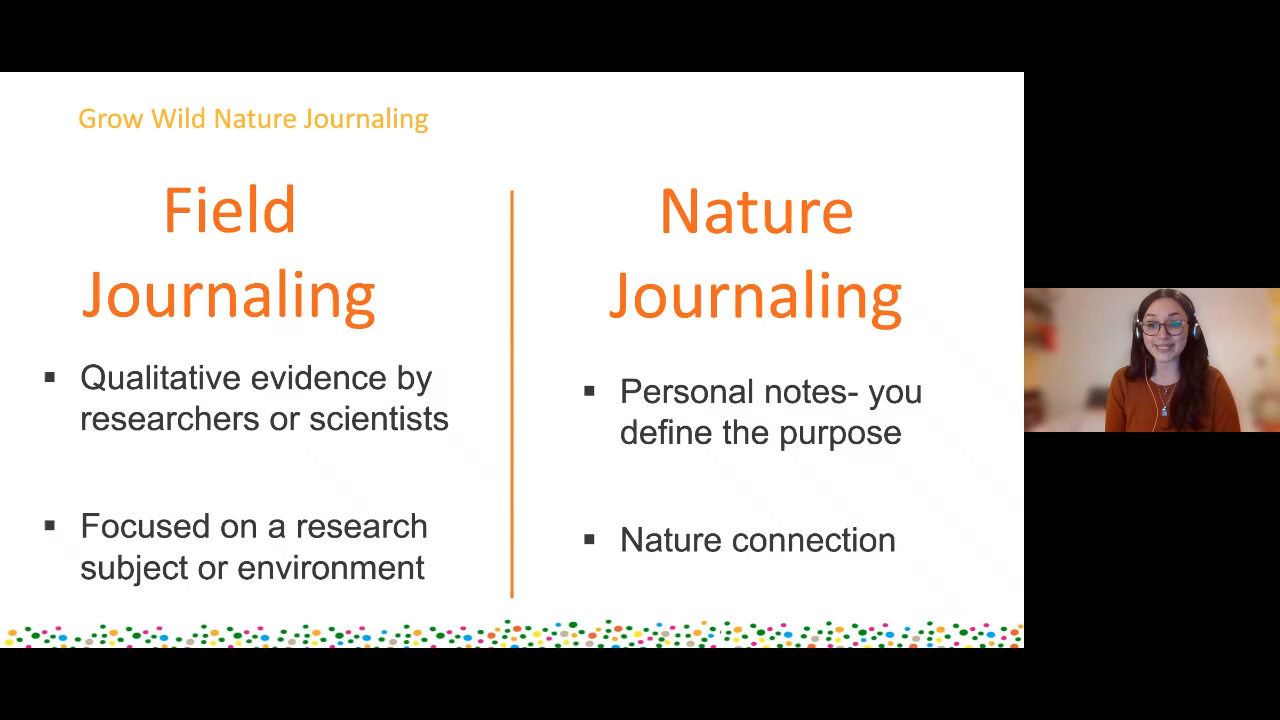 Grow Wild Nature Journaling
Field
Journaling
Qualitative evidence by
researchers or scientists
Focused on a research
subject or environment
Nature
Journaling
Personal notes- you
define the purpose
Nature connection